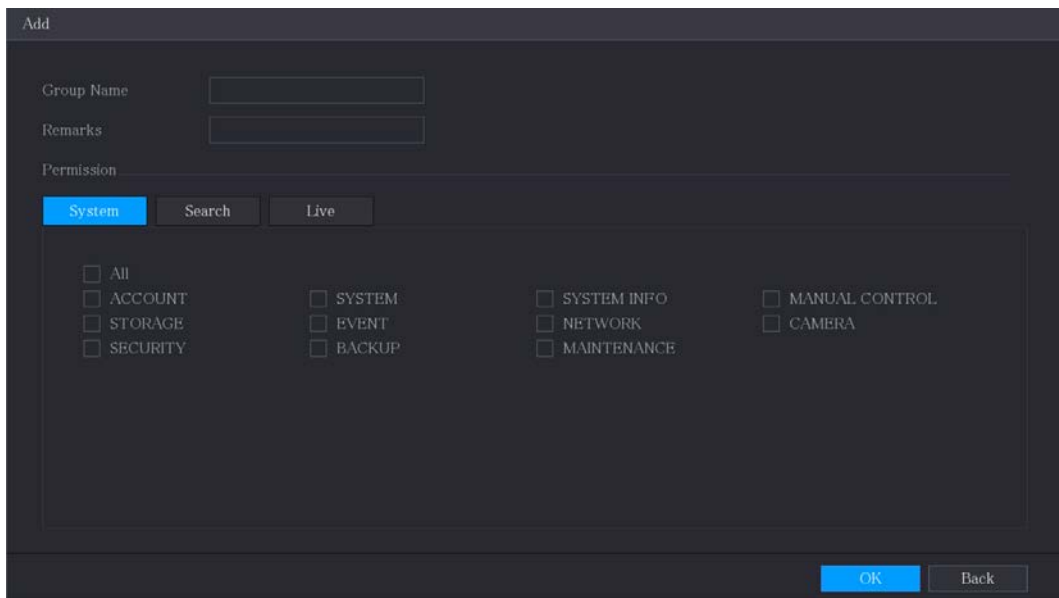 Add
Group Name
Remarks
Permission
System Search Live
All
ACCOUNT SYSTEM SYSTEM INFO MANUAL CONTROL
STORAGE EVENT NETWORK CAMERA
SECURITY BACKUP MAINTENANCE
OK Back